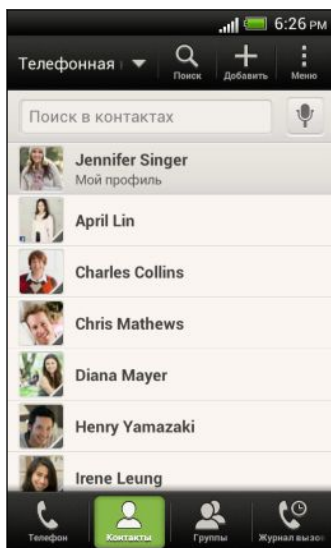 6:26 PM
Телефонная
Поиск
Добавить
Меню
Поиск в контактах
Jennifer Singer
Мой профиль
April Lin
Charles Collins
Chris Mathews
Diana Mayer
Henry Yamazaki
Irene Leung
Телефон
Контакты
Группы
Журнал вызов